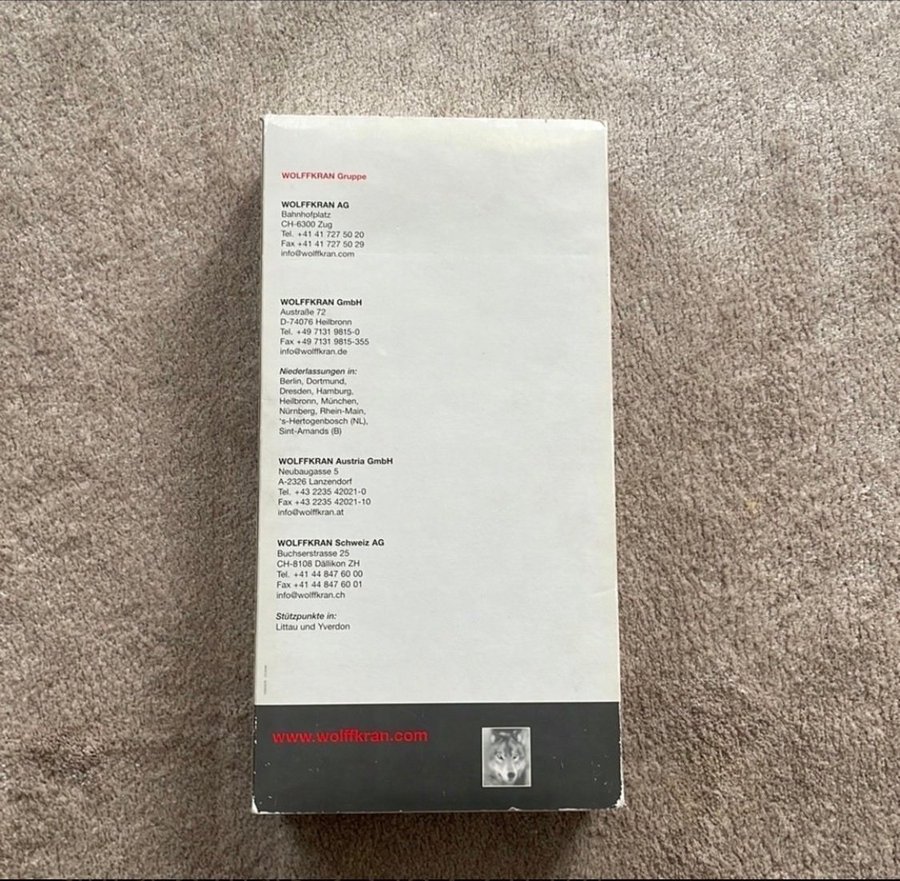 WOLFFKRAN Gruppe
WOLFFKRAN AG
Bahnhofplatz
CH-6300 Zug
Tel. +41 41 727 50 20
Fax +41 41 727 50 29
info@wolffkran.com
WOLFFKRAN GmbH
Austraße 72
D-74076 Heilbronn
Tel. +49 7131 9815-0
Fax +49 7131 9815-355
info@wolffkran.de
Niederlassungen in:
Berlin, Dortmund,
Dresden, Hamburg,
Heilbronn, München,
Nürnberg, Rhein-Main,
's-Hertogenbosch (NL),
Sint-Amands (B)
WOLFFKRAN Austria GmbH
Neubaugasse 5
A-2326 Lanzendorf
Tel. +43 2235 42021-0
Fax +43 2235 42021-10
info@wolffkran.at
WOLFFKRAN Schweiz AG
Buchserstrasse 25
CH-8108 Dällikon ZH
Tel. +41 44 847 60 00
Fax +41 44 847 60 01
info@wolffkran.ch
Stützpunkte in:
Littau und Yverdon
www.wolffkran.com